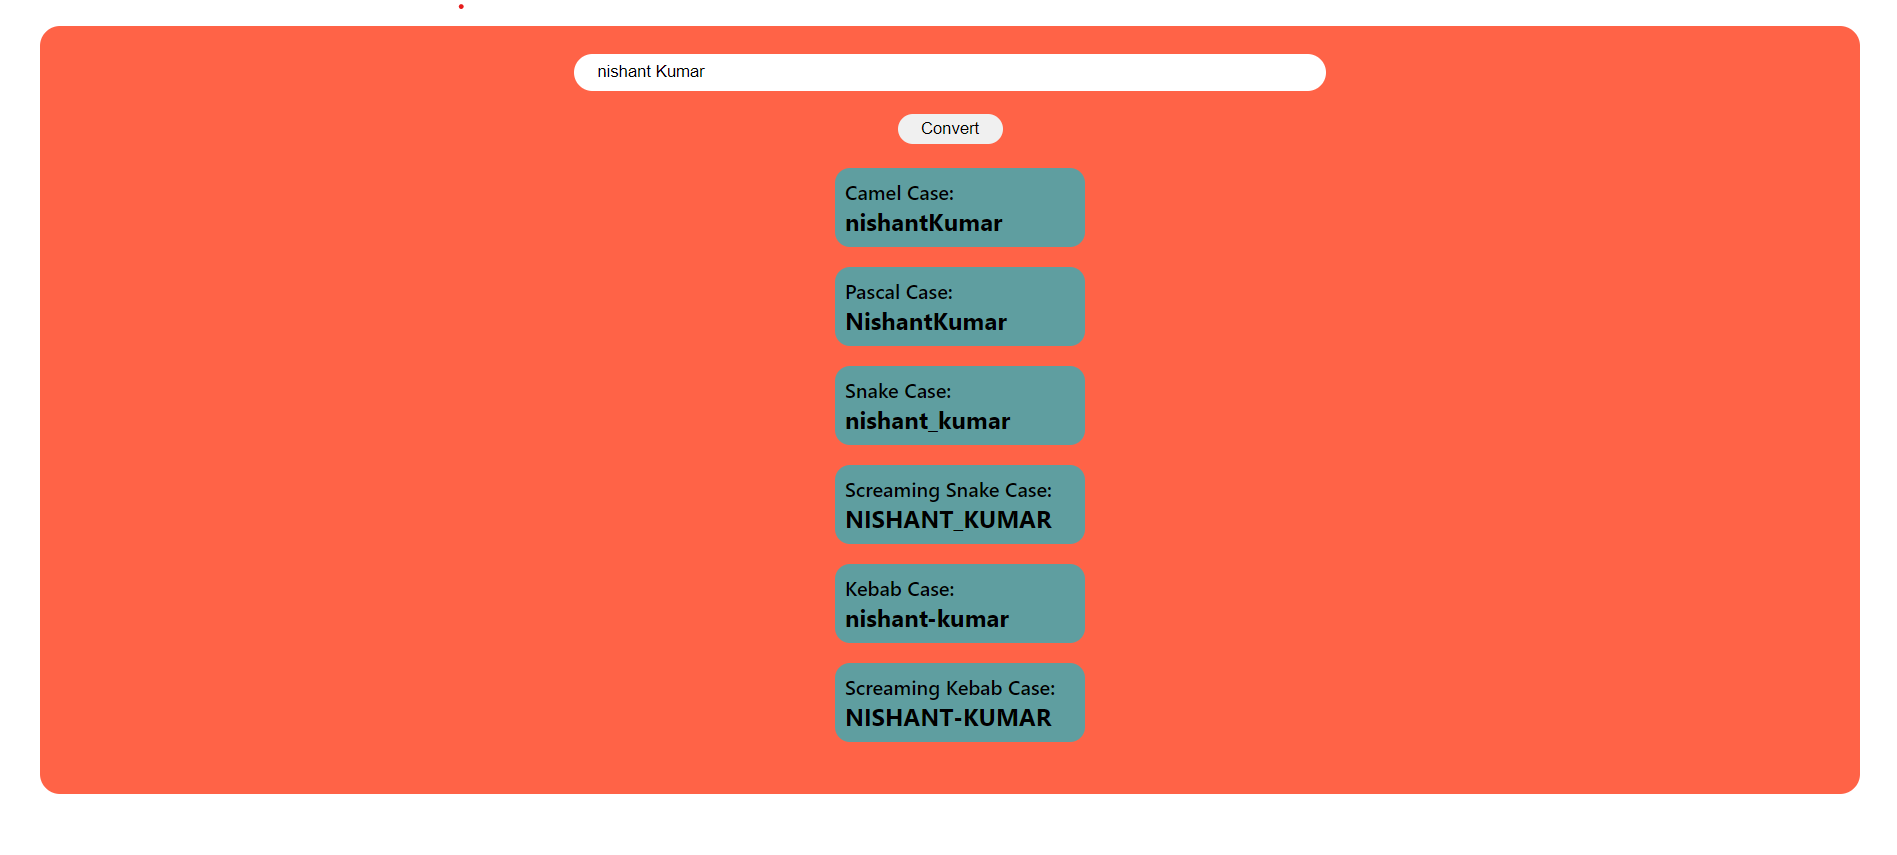 nishant Kumar
Convert
Camel Case:
nishantKumar
Pascal Case:
NishantKumar
Snake Case:
nishant_kumar
Screaming Snake Case:
NISHANT_KUMAR
Kebab Case:
nishant-kumar
Screaming Kebab Case:
NISHANT-KUMAR